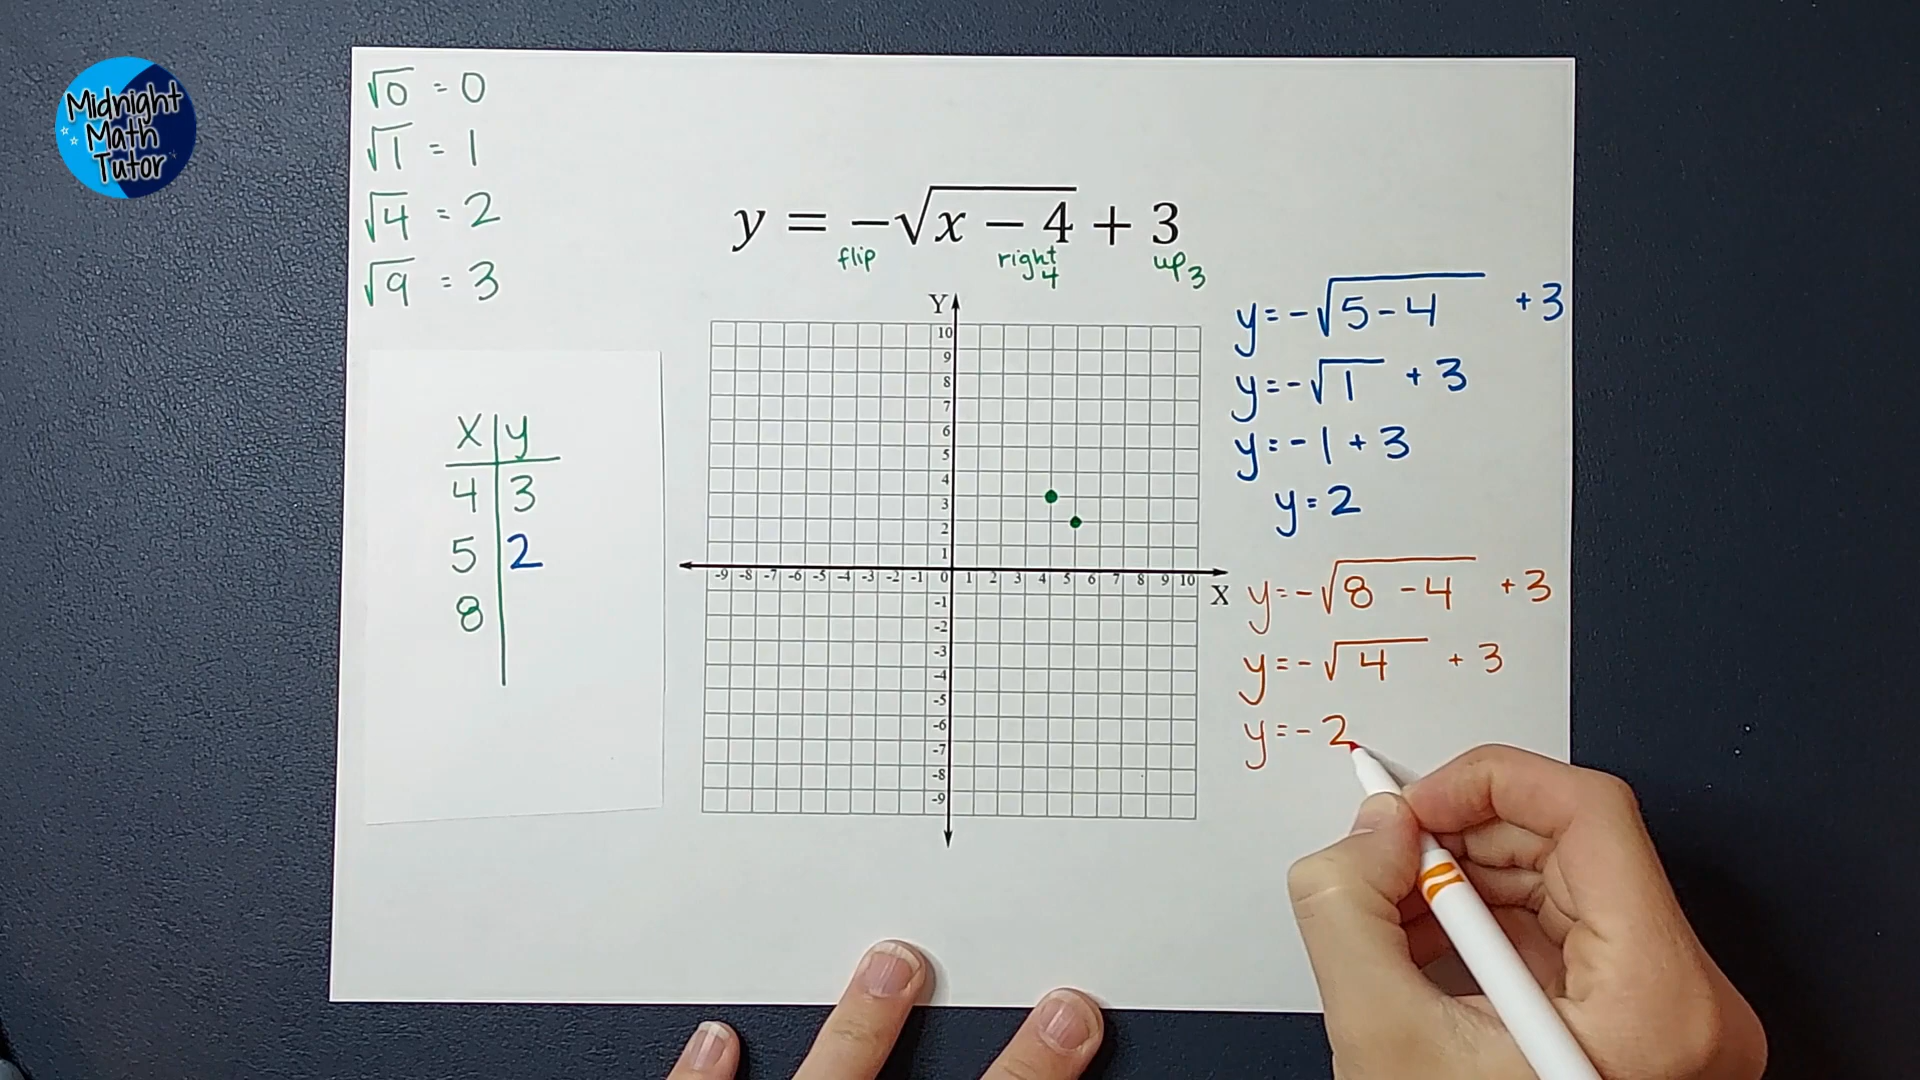 Midnight
Math
Tutor
√0 = 0
√1 = 1
√4 = 2
√9 = 3
y = −√x − 4 + 3
flip right 4 up 3
x y
4 3
5 2
8
Y
10
9
8
7
6
5
4
3
2
1
-9 -8 -7 -6 -5 -4 -3 -2 -1 0 1 2 3 4 5 6 7 8 9 10
X
-1
-2
-3
-4
-5
-6
-7
-8
-9
y = -√5 - 4 + 3
y = -√1 + 3
y = -1 + 3
y = 2
y = -√8 - 4 + 3
y = -√4 + 3
y = - 2